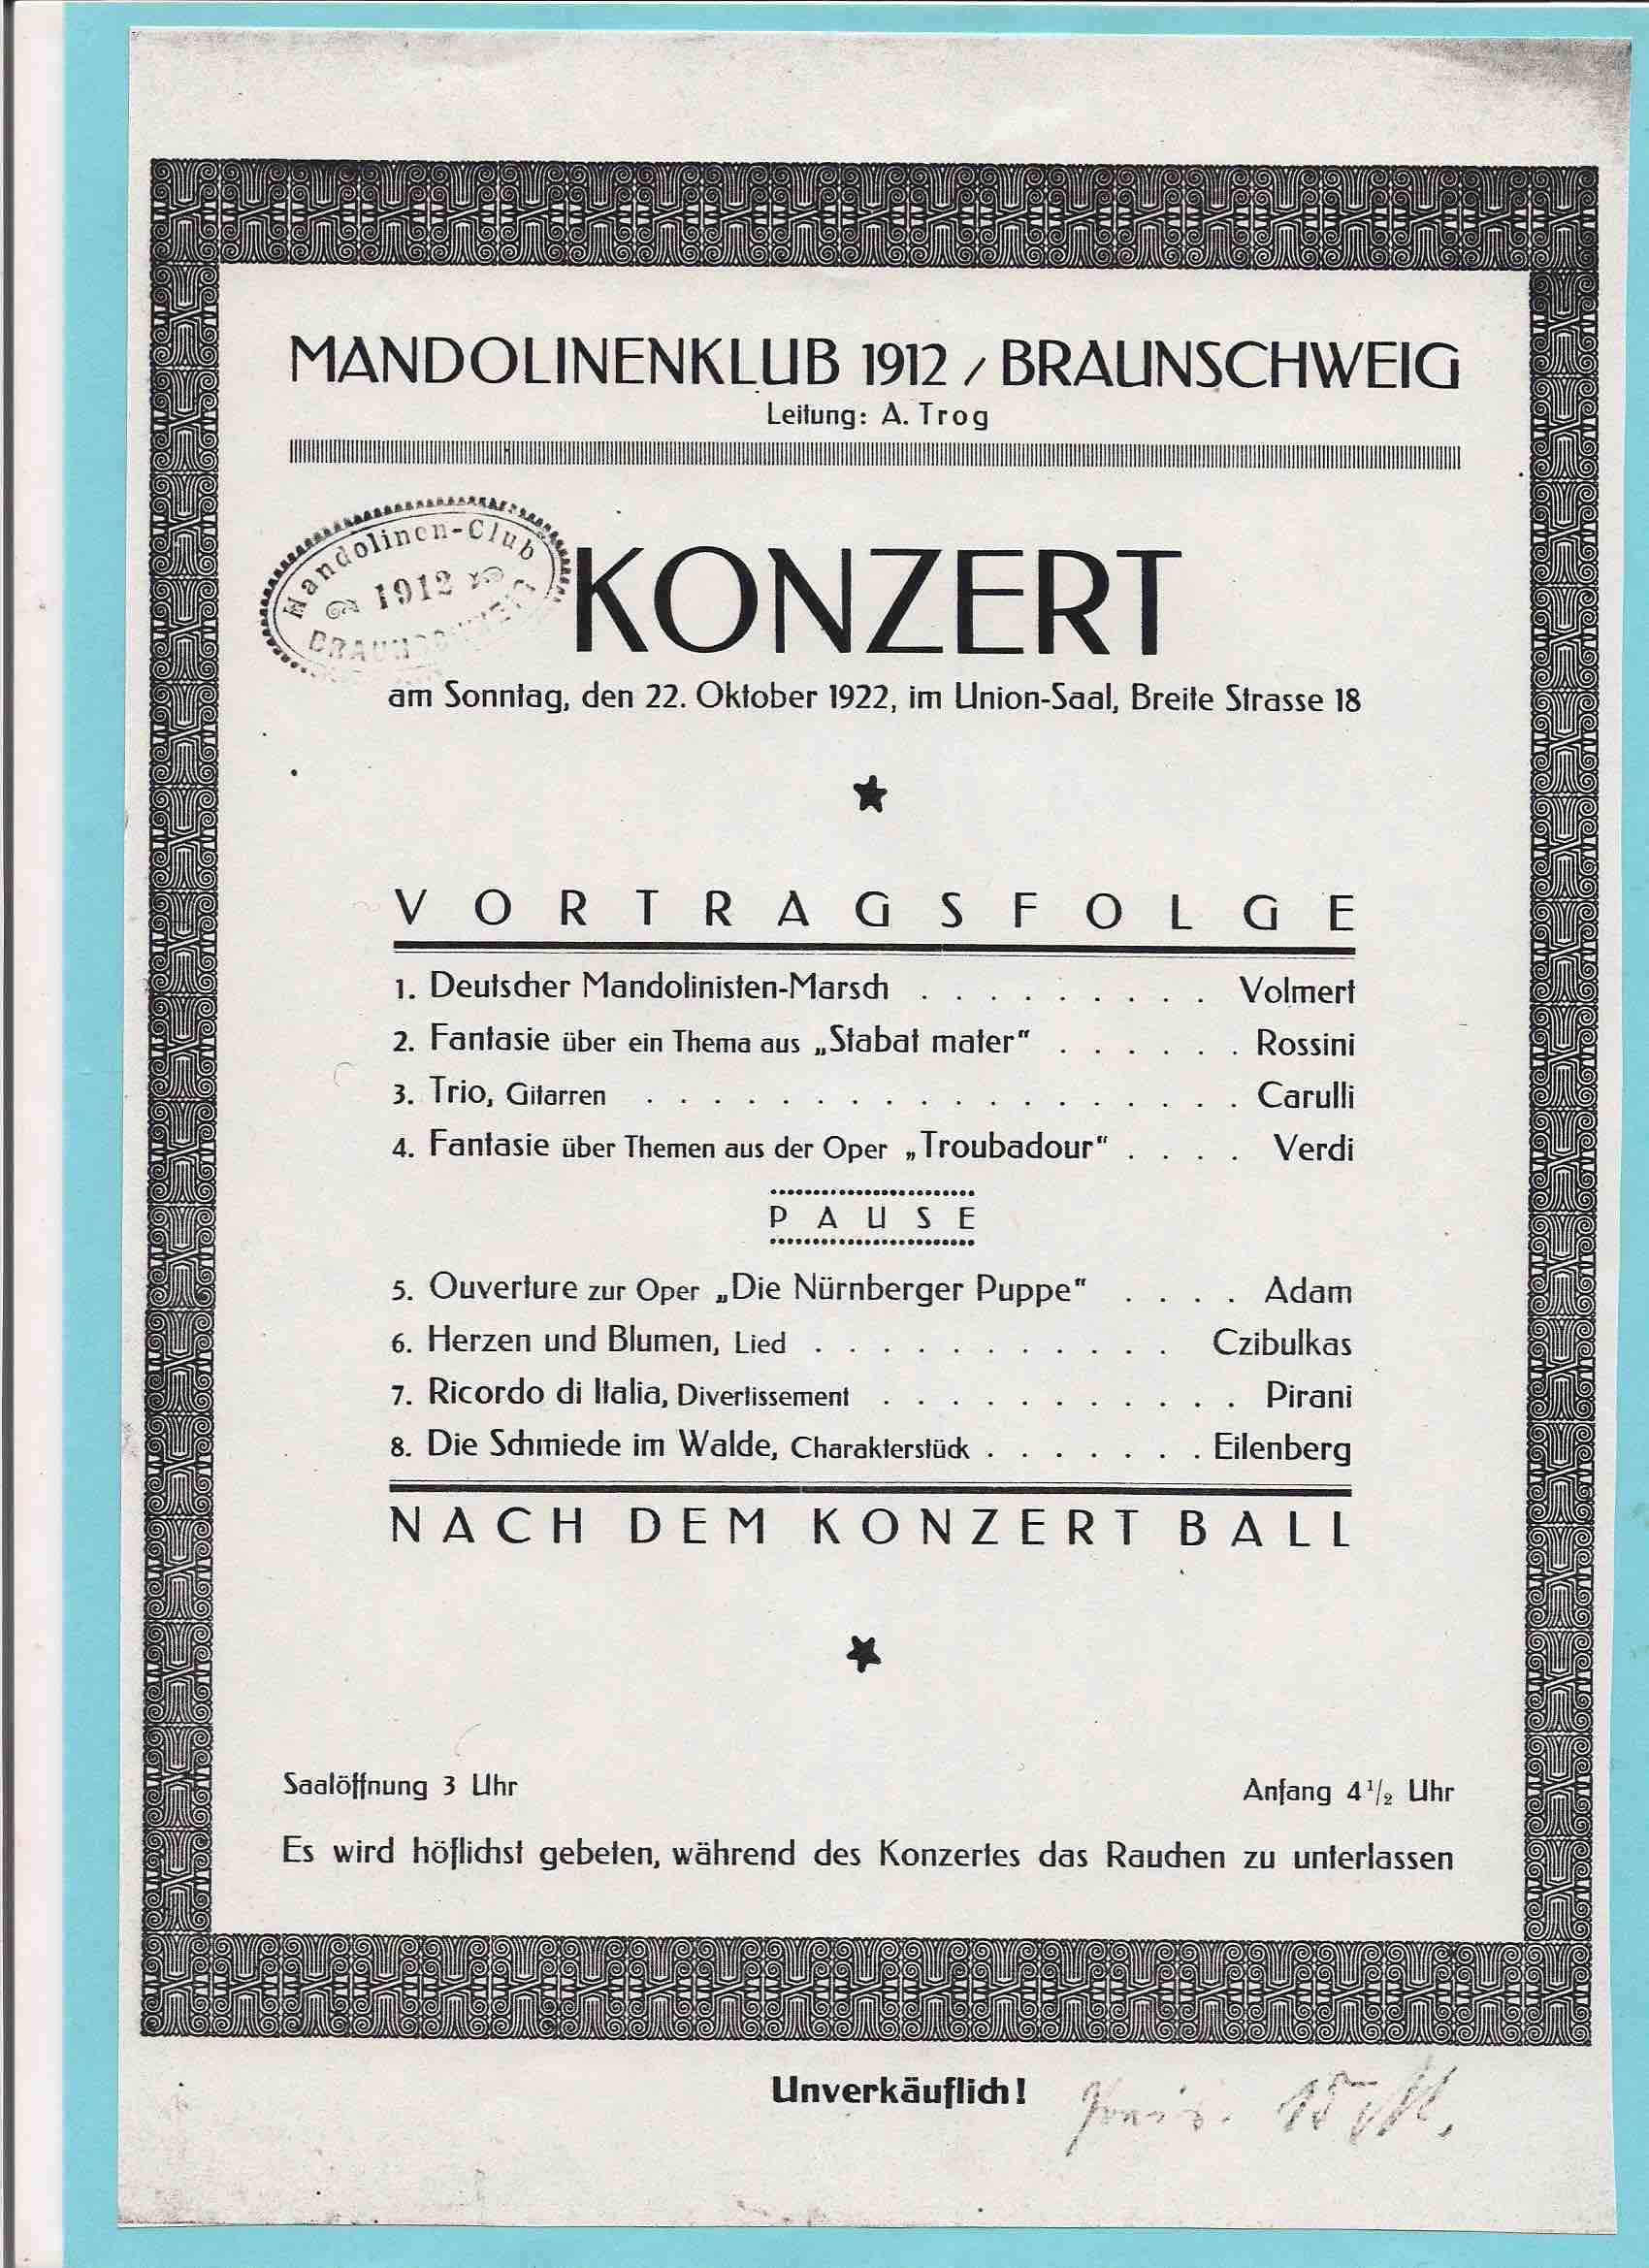 MANDOLINENKLUB 1912 / BRAUNSCHWEIG
Leitung: A. Trog
Mandolinen-Club
1912
BRAUNSCHWEIG
KONZERT
am Sonntag, den 22. Oktober 1922, im Union-Saal, Breite Strasse 18
VORTRAGSFOLGE
1. Deutscher Mandolinisten-Marsch . . . . . . . . . Volmert
2. Fantasie über ein Thema aus „Stabat mater“ . . . . . . Rossini
3. Trio, Gitarren . . . . . . . . . . . . . . . . . . Carulli
4. Fantasie über Themen aus der Oper „Troubadour“ . . . . Verdi
PAUSE
5. Ouverture zur Oper „Die Nürnberger Puppe“ . . . . Adam
6. Herzen und Blumen, Lied . . . . . . . . . . . Czibulkas
7. Ricordo di Italia, Divertissement . . . . . . . . . . . Pirani
8. Die Schmiede im Walde, Charakterstück . . . . . . . Eilenberg
NACH DEM KONZERT BALL
Saalöffnung 3 Uhr Anfang 4 1/2 Uhr
Es wird höflichst gebeten, während des Konzertes das Rauchen zu unterlassen
Unverkäuflich! Preis. 15 M.